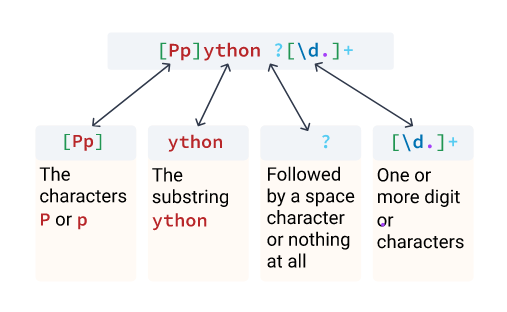 [Pp]ython ?[\d.]+
[Pp]
The
characters
P or p
ython
The
substring
ython
?
Followed
by a space
character
or nothing
at all
[\d.]+
One or
more digit
or
.
characters